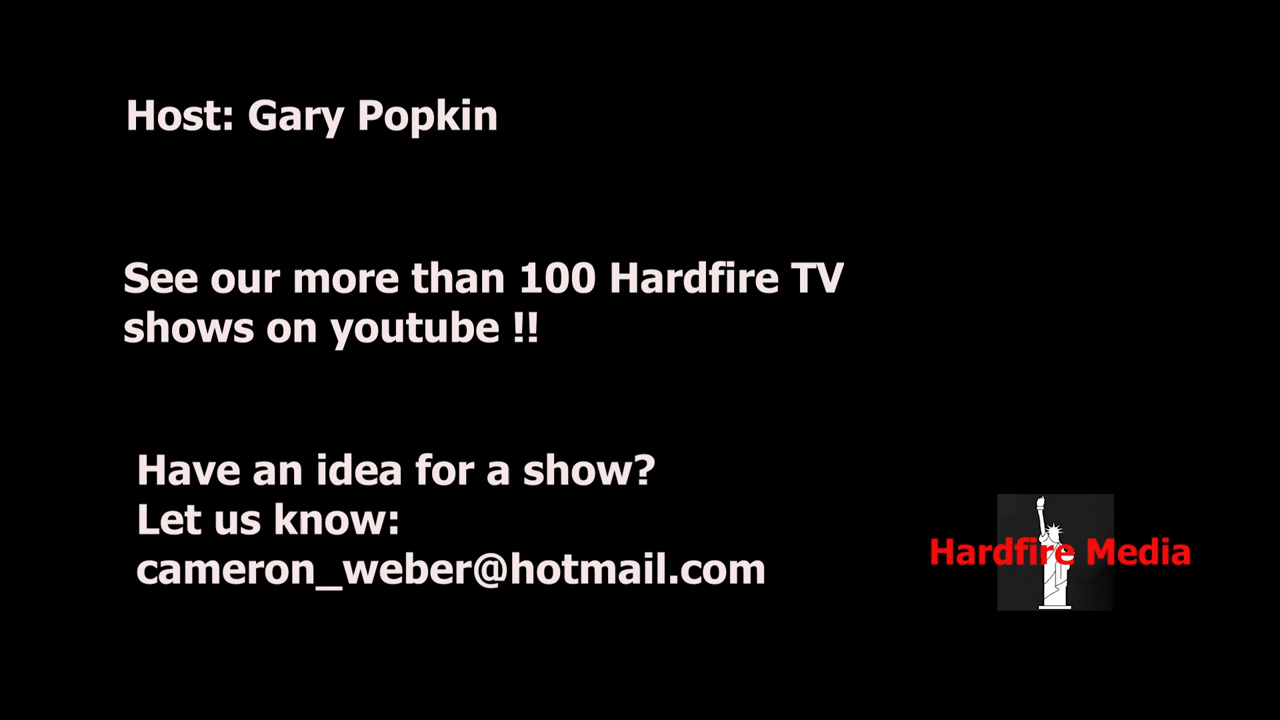 Host: Gary Popkin
See our more than 100 Hardfire TV
shows on youtube !!
Have an idea for a show?
Let us know:
cameron_weber@hotmail.com
Hardfire Media